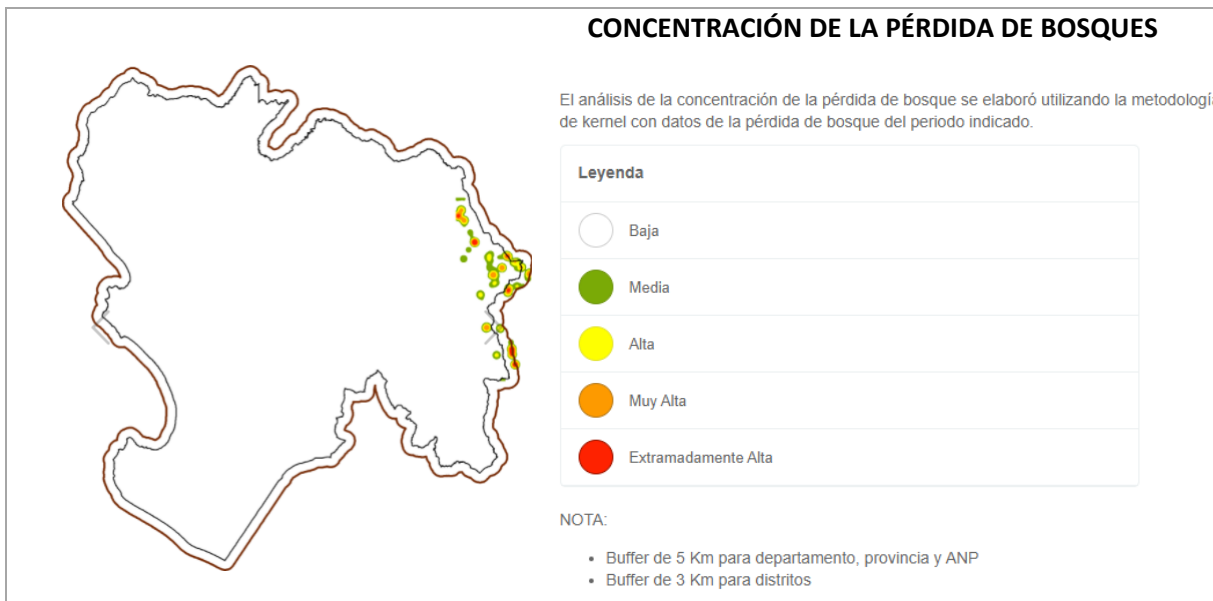 CONCENTRACIÓN DE LA PÉRDIDA DE BOSQUES
El análisis de la concentración de la pérdida de bosque se elaboró utilizando la metodologí
de kernel con datos de la pérdida de bosque del periodo indicado.
Leyenda
Baja
Media
Alta
Muy Alta
Extramadamente Alta
NOTA:
• Buffer de 5 Km para departamento, provincia y ANP
• Buffer de 3 Km para distritos